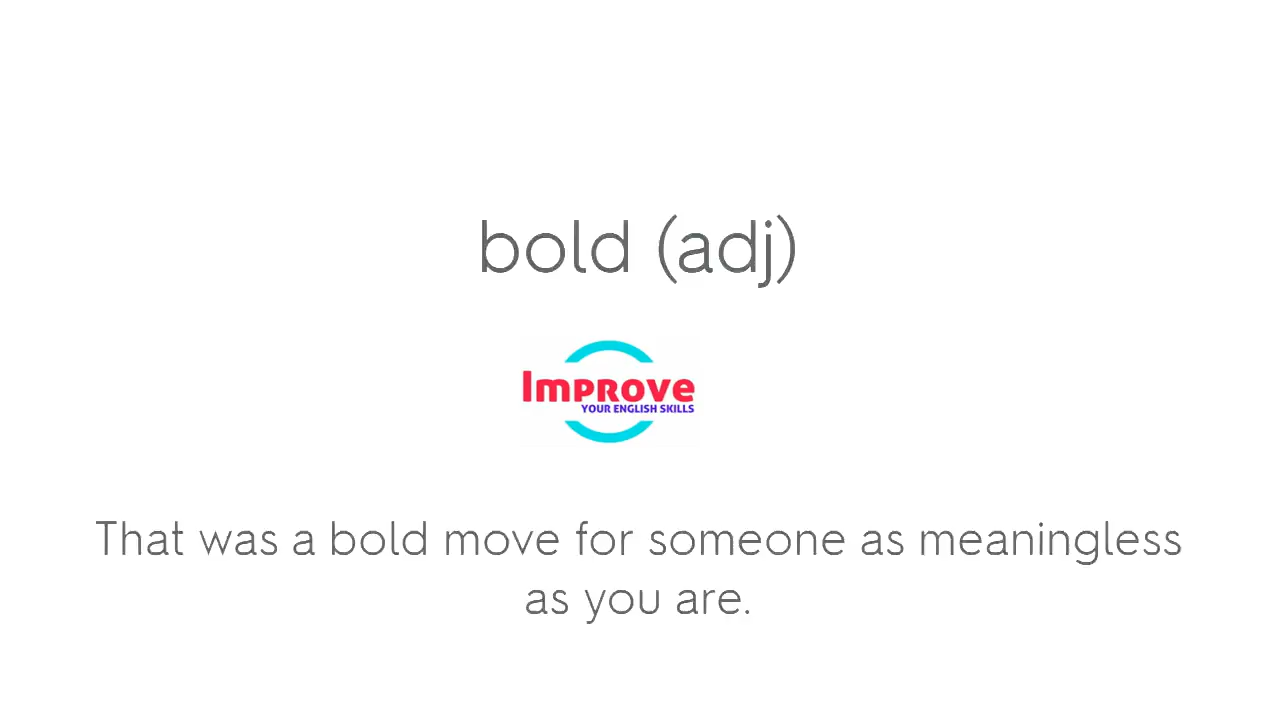 bold (adj)
Improve
YOUR ENGLISH SKILLS
That was a bold move for someone as meaningless
as you are.